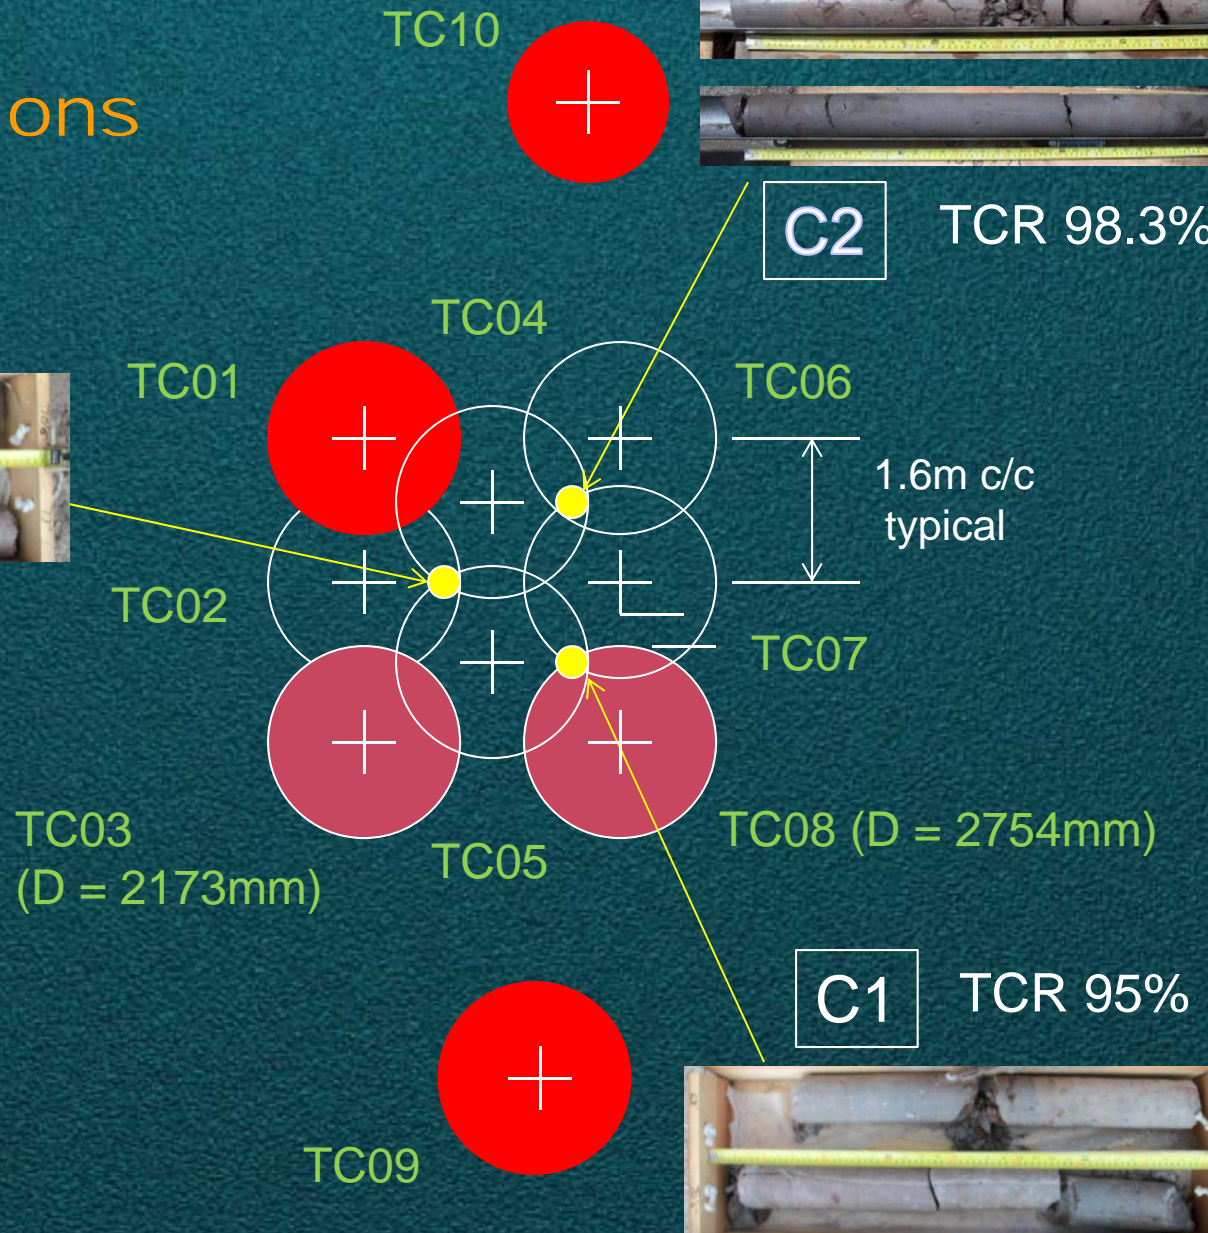 TC10
ons
C2
TCR 98.3%
TC04
TC01
TC06
1.6m c/c
typical
TC02
TC07
TC03
(D = 2173mm)
TC05
TC08 (D = 2754mm)
C1
TCR 95%
TC09